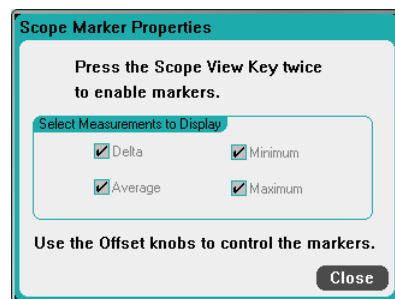 Scope Marker Properties
Press the Scope View Key twice
to enable markers.
Select Measurements to Display
Delta
Minimum
Average
Maximum
Use the Offset knobs to control the markers.
Close